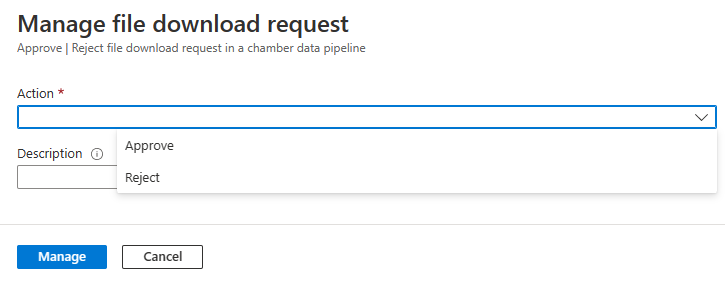 Manage file download request
Approve | Reject file download request in a chamber data pipeline
Action *
Approve
Description
Reject
Manage
Cancel